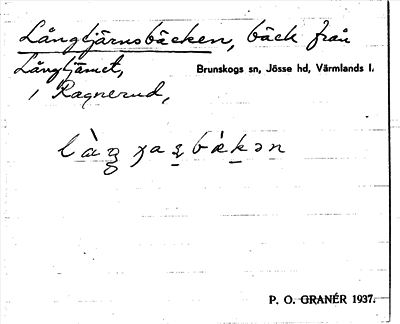 Långtjärnsbäcken, bäck från
Långtjärnet,
Brunskogs sn, Jösse hd, Värmlands l.
i Ragnerud,
P. O. GRANÉR 1937.